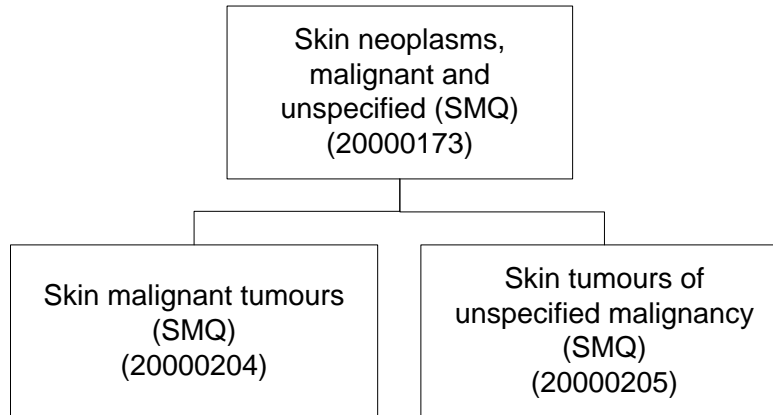 Skin neoplasms,
malignant and
unspecified (SMQ)
(20000173)
Skin malignant tumours
(SMQ)
(20000204)
Skin tumours of
unspecified malignancy
(SMQ)
(20000205)